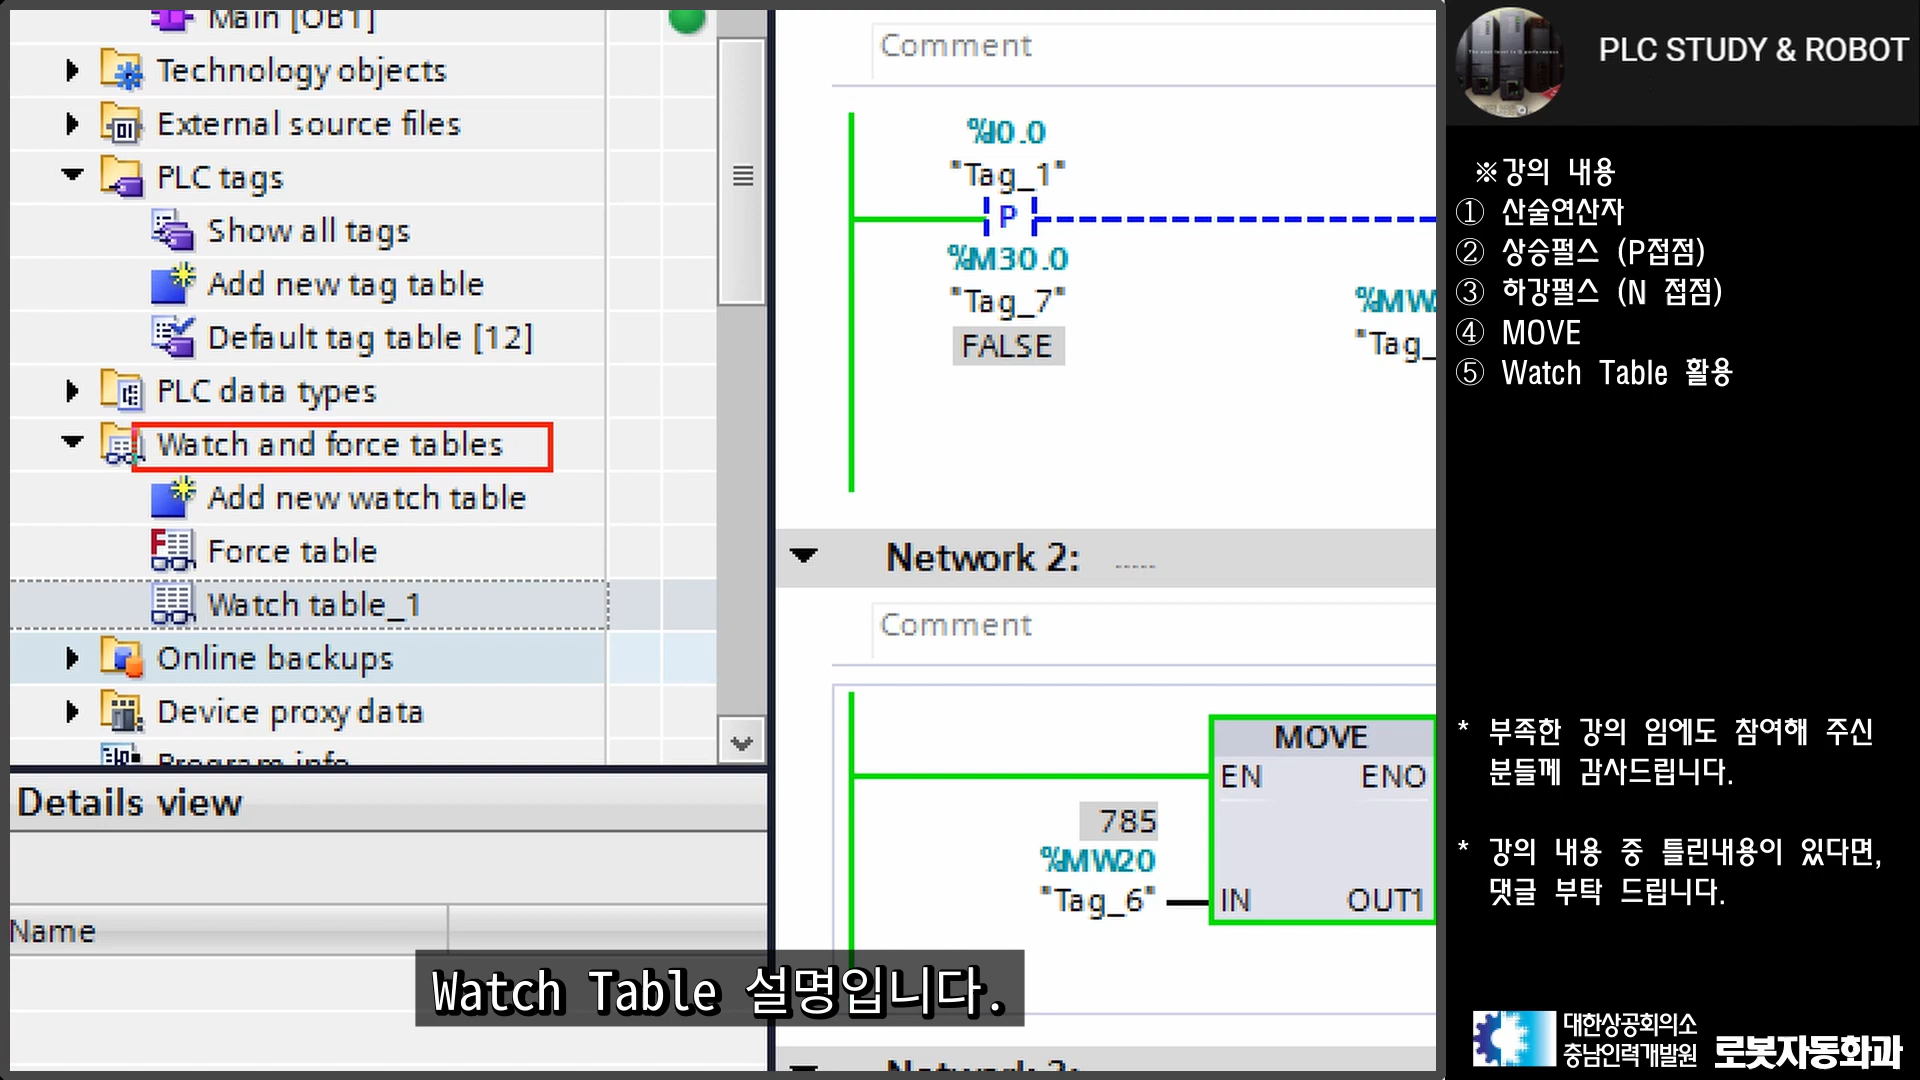 Main [OB1]
Technology objects
External source files
PLC tags
Show all tags
Add new tag table
Default tag table [12]
PLC data types
Watch and force tables
Add new watch table
Force table
Watch table_1
Online backups
Device proxy data
Program info
Details view
Name
Comment
%I0.0
"Tag_1"
P
%M30.0
"Tag_7"
FALSE
%MW
"Tag_
Network 2: .....
Comment
MOVE
EN ENO
785
%MW20
"Tag_6"
IN OUT1
Network 3:
Watch Table 설명입니다.
PLC STUDY & ROBOT
※강의 내용
① 산술연산자
② 상승펄스 (P접점)
③ 하강펄스 (N 접점)
④ MOVE
⑤ Watch Table 활용
* 부족한 강의 임에도 참여해 주신
분들께 감사드립니다.
* 강의 내용 중 틀린내용이 있다면,
댓글 부탁 드립니다.
대한상공회의소
충남인력개발원
로봇자동화과